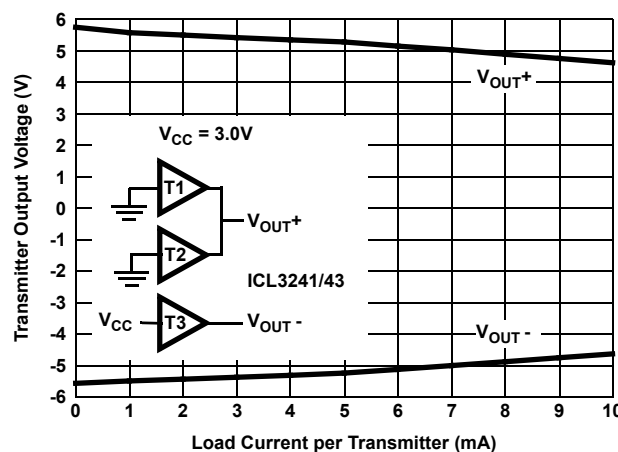 Transmitter Output Voltage (V)
6
5
4
3
2
1
0
-1
-2
-3
-4
-5
-6
VOUT+
VCC = 3.0V
T1
VOUT+
T2
ICL3241/43
VCC
T3
VOUT -
VOUT -
0 1 2 3 4 5 6 7 8 9 10
Load Current per Transmitter (mA)